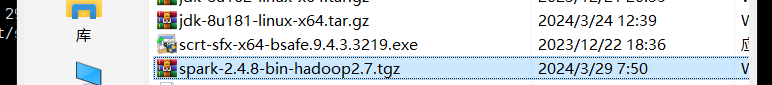 29
jdk-8u181-linux-x64.tar.gz 2024/3/24 12:39
库
scrt-sfx-x64-bsafe.9.4.3.3219.exe 2023/12/22 18:36
spark-2.4.8-bin-hadoop2.7.tgz 2024/3/29 7:50